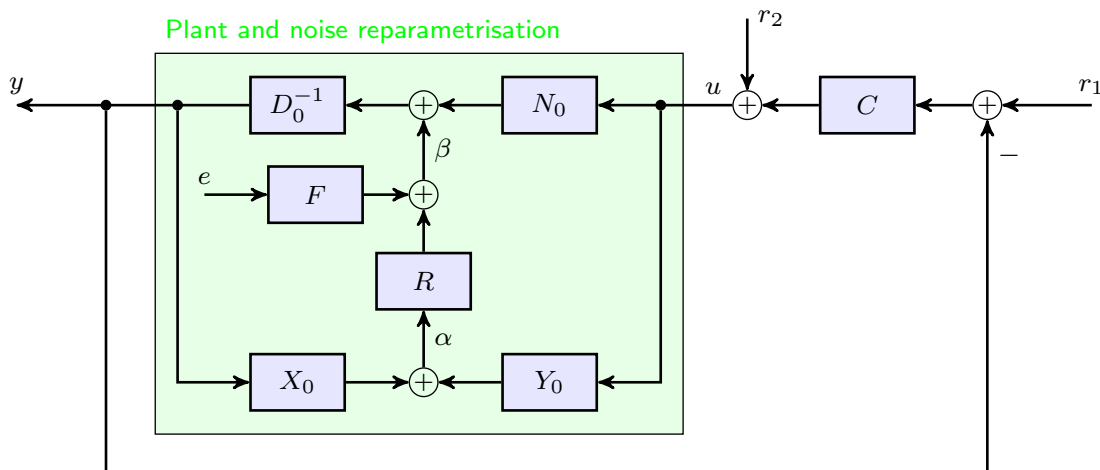 Plant and noise reparametrisation
r₂
y
D₀⁻¹
+
N₀
u
+
C
+
r₁
β
−
e
F
+
R
α
X₀
+
Y₀